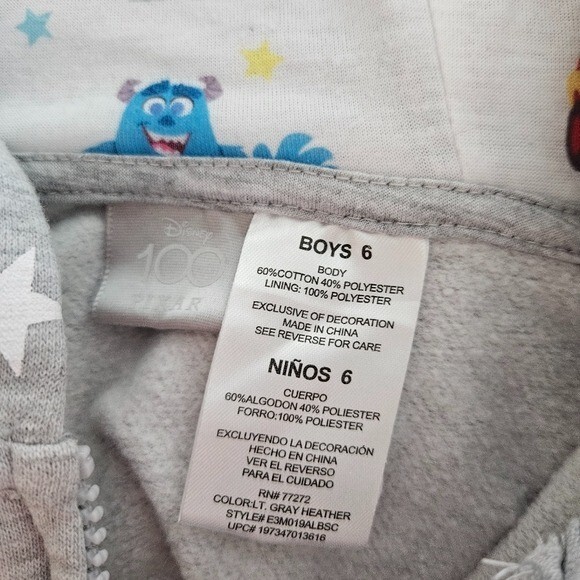 Disney
100
BOYS 6
BODY
60%COTTON 40% POLYESTER
LINING: 100% POLYESTER
EXCLUSIVE OF DECORATION
MADE IN CHINA
SEE REVERSE FOR CARE
NIÑOS 6
CUERPO
60%ALGODON 40% POLIESTER
FORRO:100% POLIESTER
EXCLUYENDO LA DECORACIÓN
HECHO EN CHINA
VER EL REVERSO
PARA EL CUIDADO
RN# 77272
COLOR:LT. GRAY HEATHER
STYLE# E3M019ALBSC
UPC# 197347013616